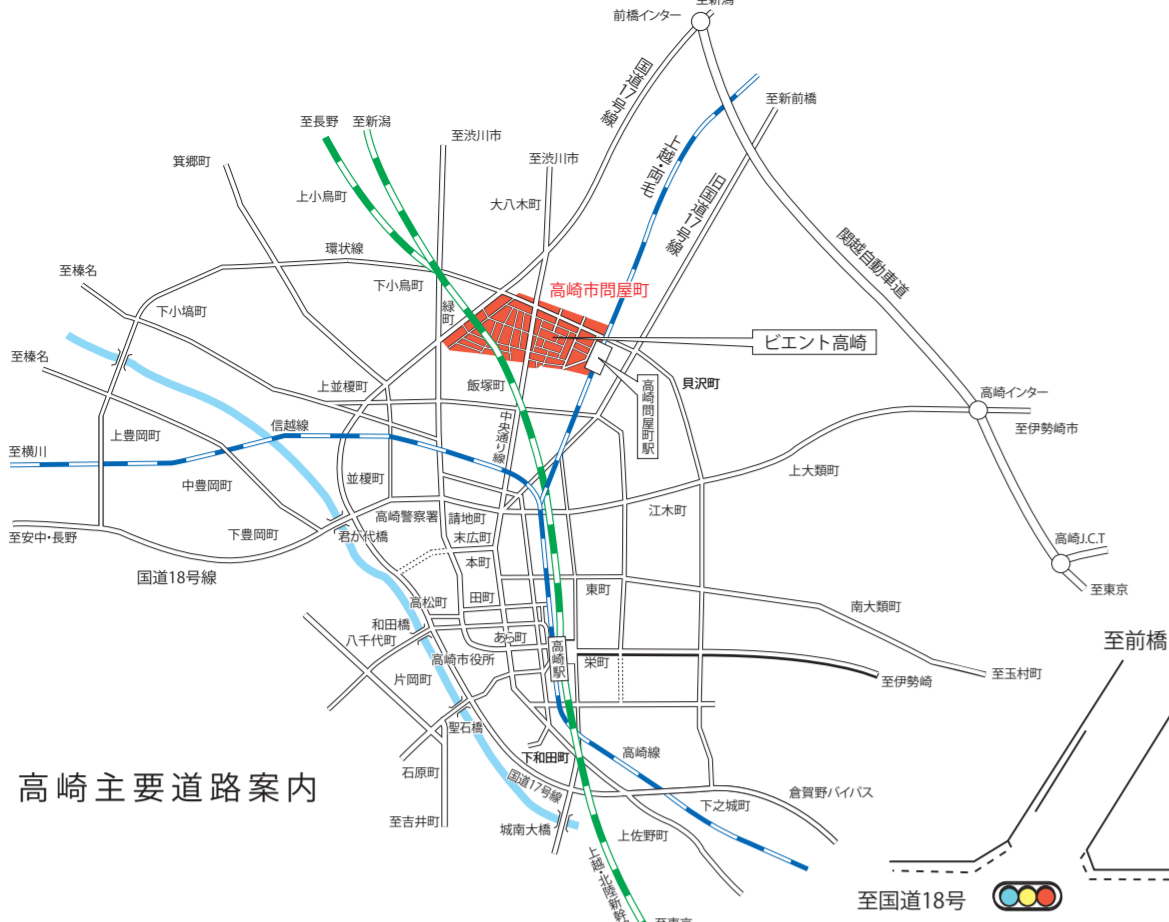 至新潟
前橋インター
国道17号線
至新前橋
至長野
至新潟
至渋川市
至渋川市
上越・両毛
箕郷町
上小鳥町
大八木町
旧国道17号線
環状線
関越自動車道
至榛名
下小鳥町
高崎市問屋町
下小塙町
緑町
ビエント高崎
至榛名
上並榎町
飯塚町
高崎問屋町駅
貝沢町
高崎インター
中央通り線
信越線
至伊勢崎市
上豊岡町
至横川
上大類町
中豊岡町
並榎町
江木町
高崎警察署
請地町
至安中・長野
下豊岡町
君が代橋
末広町
高崎J.C.T
本町
国道18号線
東町
至東京
田町
高松町
南大類町
和田橋
八千代町
あら町
至前橋
高崎駅
高崎市役所
栄町
片岡町
至伊勢崎
至玉村町
聖石橋
下和田町
高崎線
石原町
国道17号線
高崎主要道路案内
倉賀野バイパス
下之城町
至吉井町
城南大橋
上佐野町
上越・北陸新幹
至国道18号
至東京